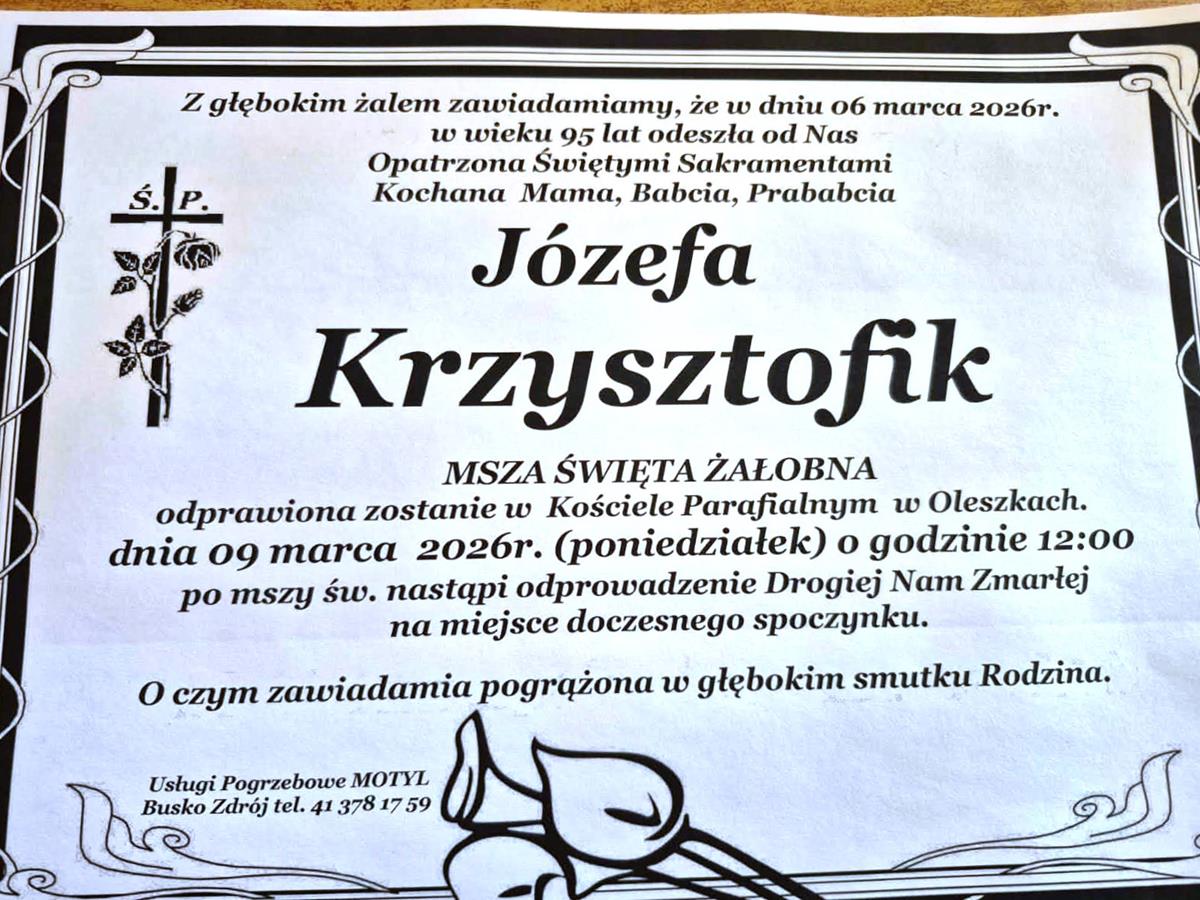 Z głębokim żalem zawiadamiamy, że w dniu 06 marca 2026r.
w wieku 95 lat odeszła od Nas
Opatrzona Świętymi Sakramentami
Kochana Mama, Babcia, Prababcia
Ś. P.
Józefa
Krzysztofik
MSZA ŚWIĘTA ŻAŁOBNA
odprawiona zostanie w Kościele Parafialnym w Oleszkach.
dnia 09 marca 2026r. (poniedziałek) o godzinie 12:00
po mszy św. nastąpi odprowadzenie Drogiej Nam Zmarłej
na miejsce doczesnego spoczynku.
O czym zawiadamia pogrążona w głębokim smutku Rodzina.
Usługi Pogrzebowe MOTYL
Busko Zdrój tel. 41 378 17 59